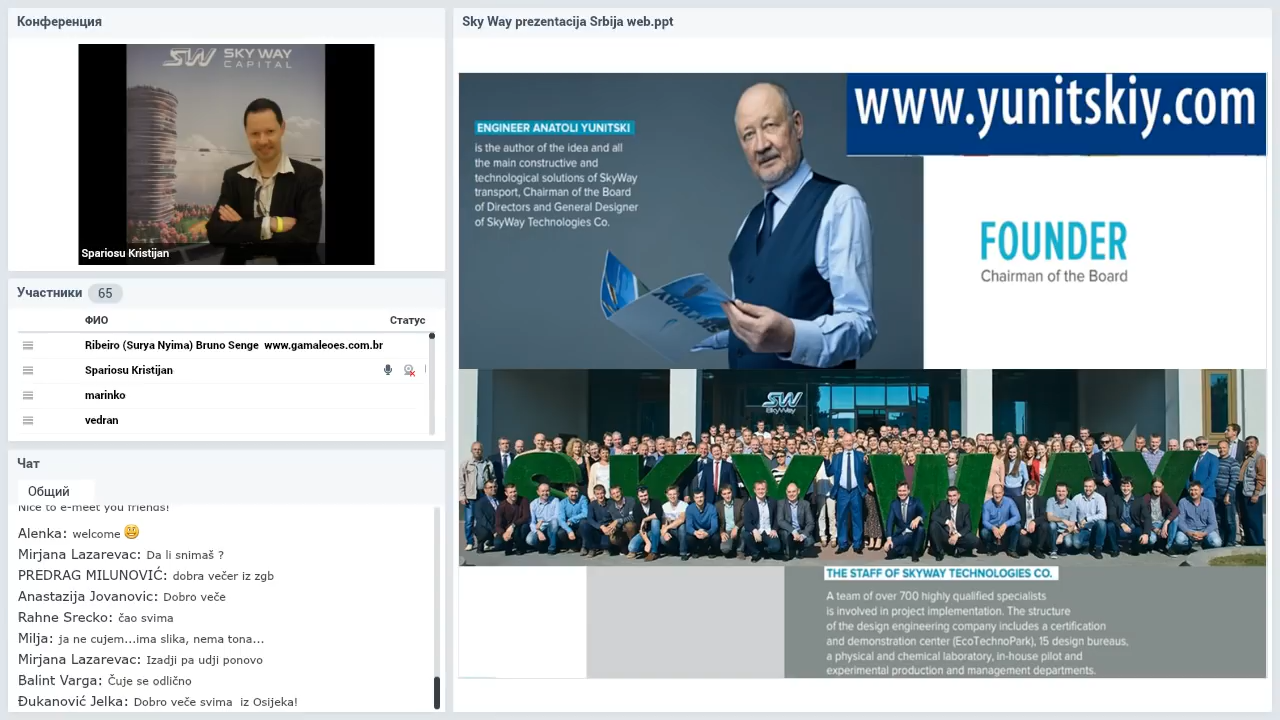 Конференция
SKY WAY
CAPITAL
Spariosu Kristijan
Участники 65
ФИО Статус
Ribeiro (Surya Nyima) Bruno Senge www.gamaleoes.com.br
Spariosu Kristijan
marinko
vedran
Чат
Общий
Nice to e-meet you friends!
Alenka: welcome
Mirjana Lazarevac: Da li snimaš ?
PREDRAG MILUNOVIĆ: dobra večer iz zgb
Anastazija Jovanovic: Dobro veče
Rahne Srecko: čao svima
Milja: ja ne cujem...ima slika, nema tona...
Mirjana Lazarevac: Izadji pa udji ponovo
Balint Varga: Čuje se odlično
Đukanović Jelka: Dobro veče svima iz Osijeka!
Sky Way prezentacija Srbija web.ppt
www.yunitskiy.com
ENGINEER ANATOLI YUNITSKI
is the author of the idea and all
the main constructive and
technological solutions of SkyWay
transport, Chairman of the Board
of Directors and General Designer
of SkyWay Technologies Co.
FOUNDER
Chairman of the Board
SKYWAY
SW
SkyWay
SKY WAY
THE STAFF OF SKYWAY TECHNOLOGIES CO.
A team of over 700 highly qualified specialists
is involved in project implementation. The structure
of the design engineering company includes a certification
and demonstration center (EcoTechnoPark), 15 design bureaus,
a physical and chemical laboratory, in-house pilot and
experimental production and management departments.